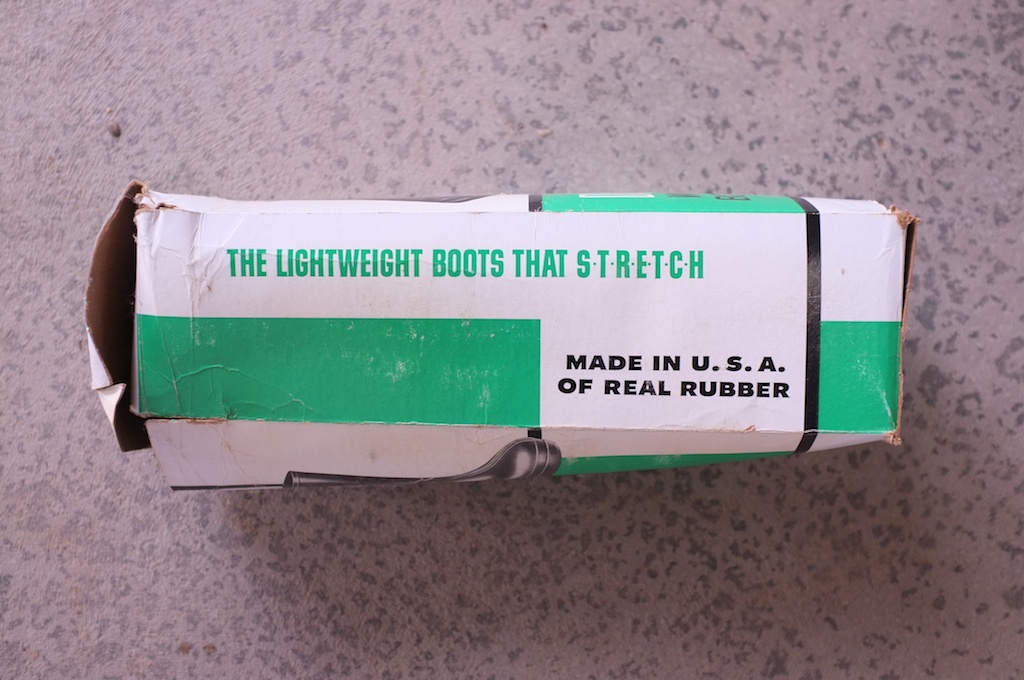 THE LIGHTWEIGHT BOOTS THAT S·T·R·E·T·C·H
MADE IN U.S.A.
OF REAL RUBBER